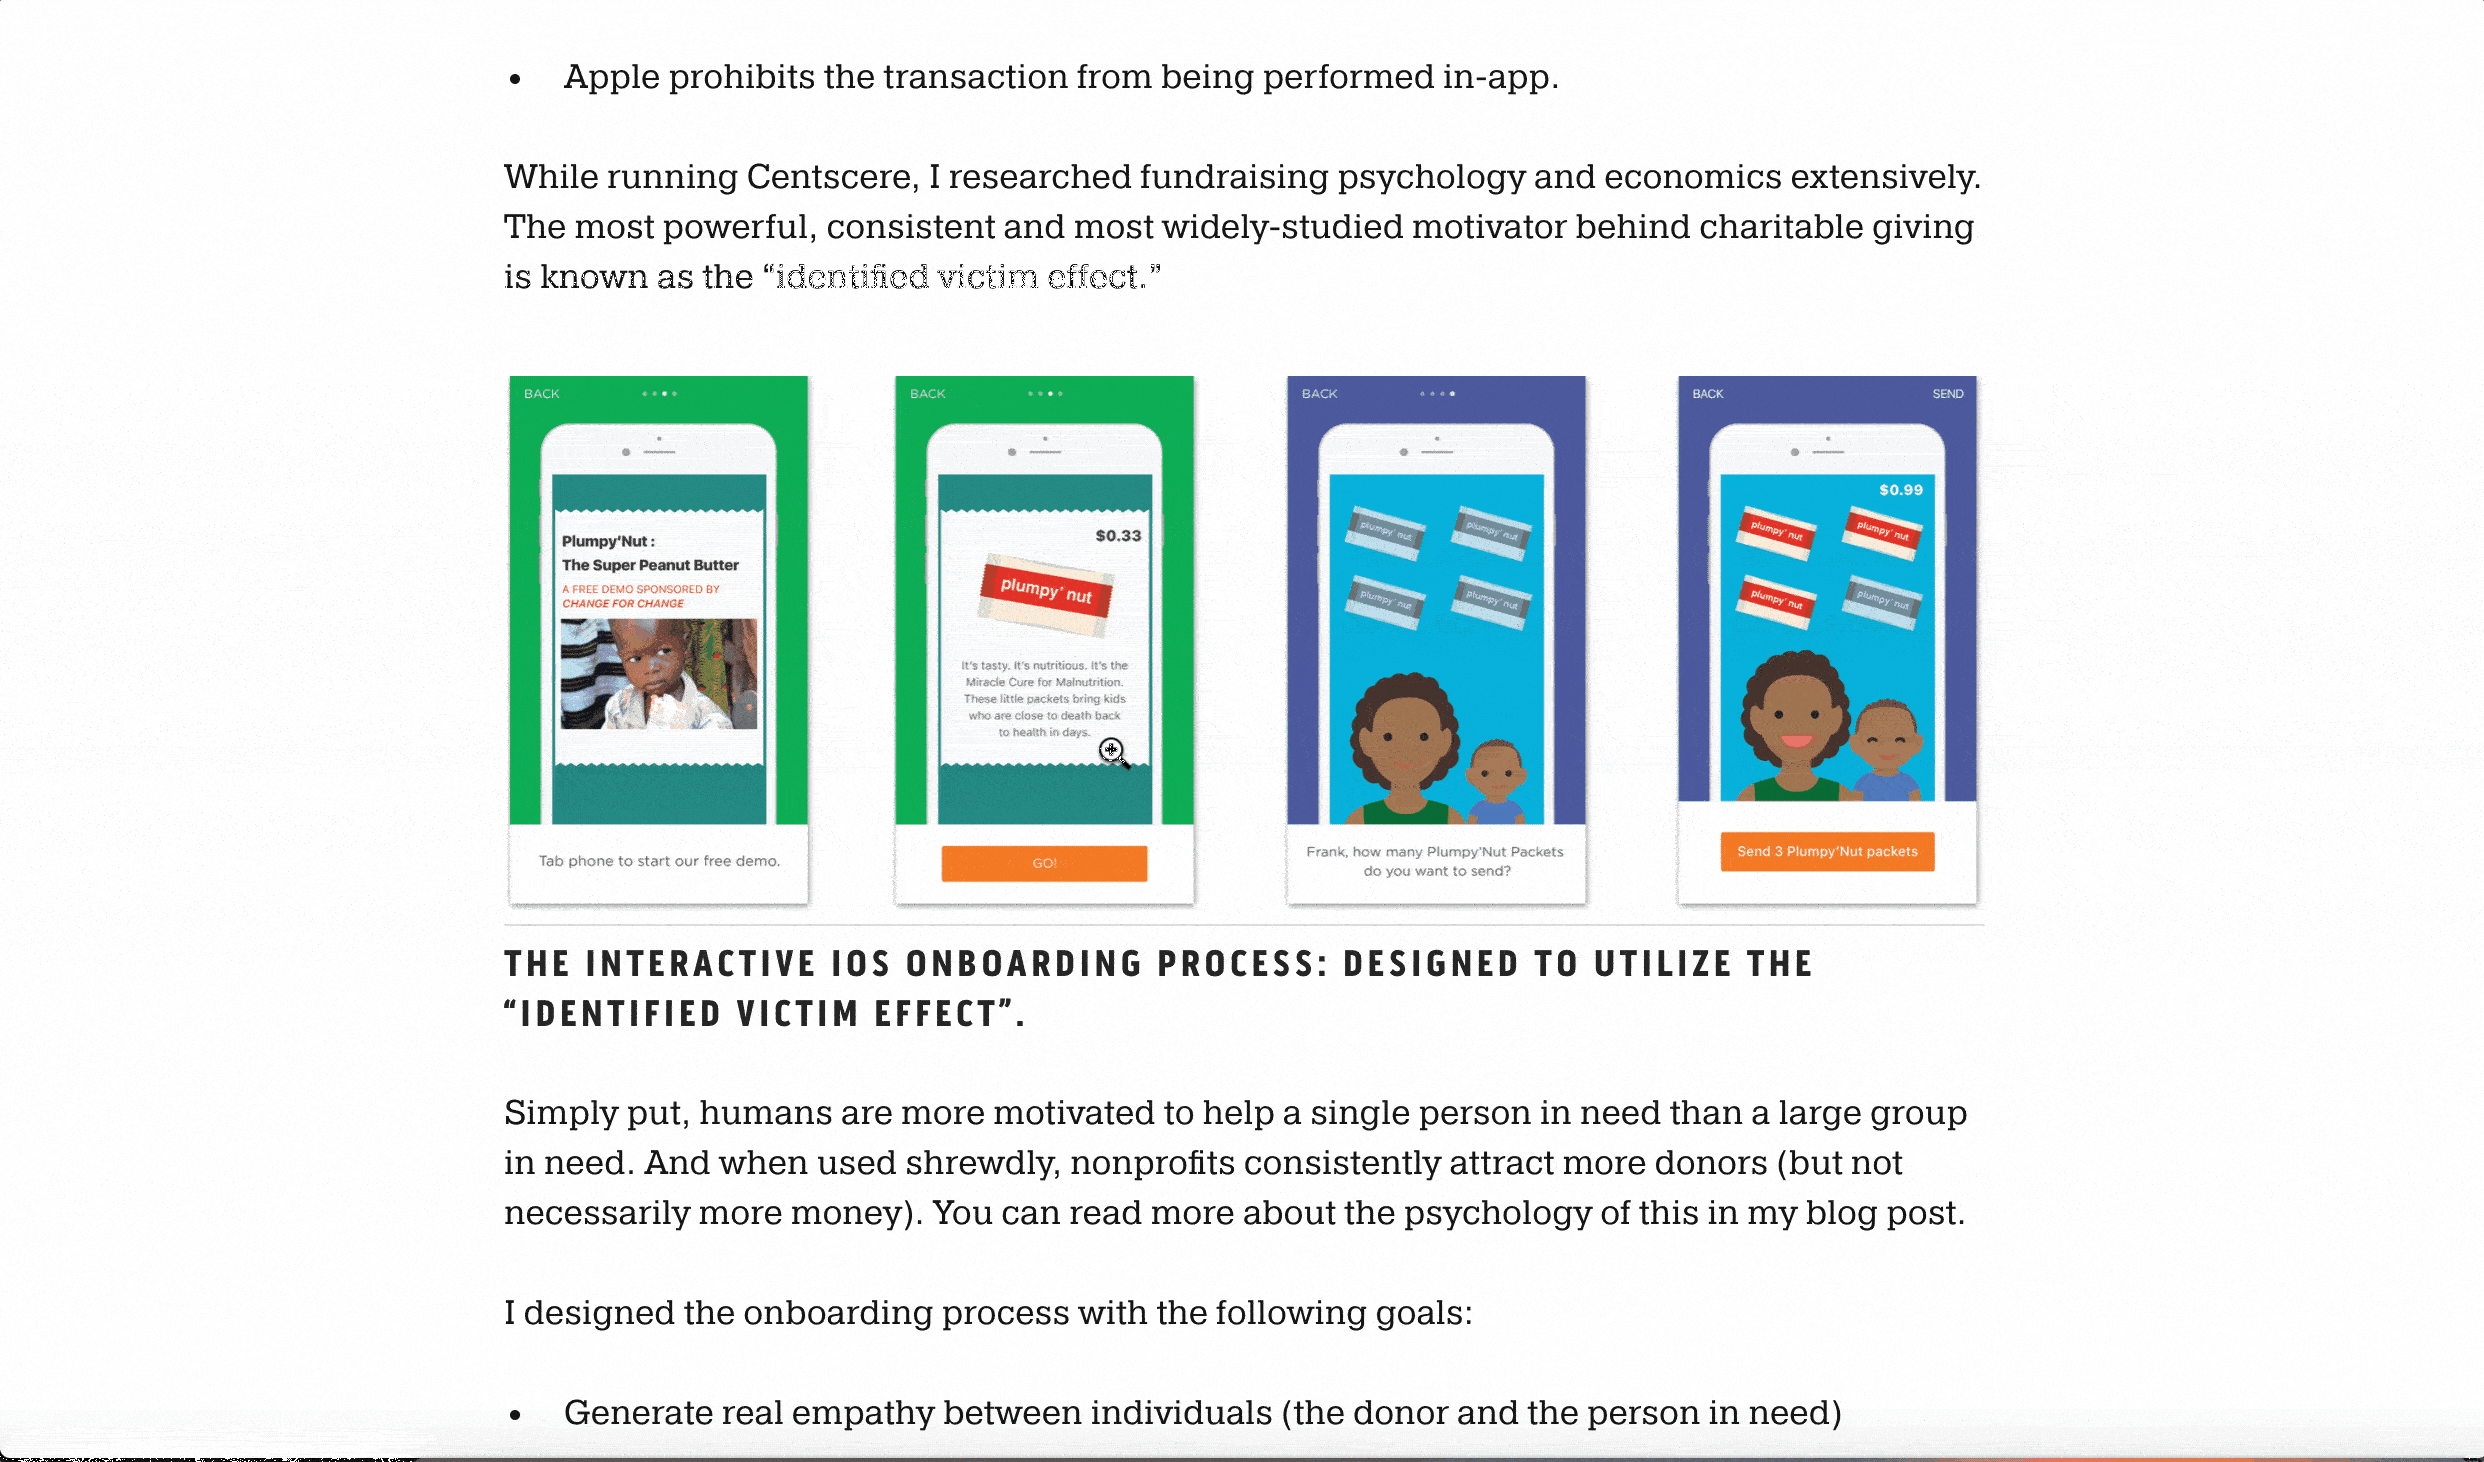 • Apple prohibits the transaction from being performed in-app.
While running Centscere, I researched fundraising psychology and economics extensively.
The most powerful, consistent and most widely-studied motivator behind charitable giving
is known as the “identified victim effect.”
BACK
Plumpy’Nut :
The Super Peanut Butter
A FREE DEMO SPONSORED BY
CHANGE FOR CHANGE
Tab phone to start our free demo.
BACK
$0.33
plumpy’ nut
It’s tasty. It’s nutritious. It’s the
Miracle Cure for Malnutrition.
These little packets bring kids
who are close to death back
to health in days.
GO!
BACK
plumpy’ nut
plumpy’ nut
plumpy’ nut
plumpy’ nut
Frank, how many Plumpy’Nut Packets
do you want to send?
BACK
SEND
$0.99
plumpy’ nut
plumpy’ nut
plumpy’ nut
plumpy’ nut
Send 3 Plumpy’Nut packets
THE INTERACTIVE IOS ONBOARDING PROCESS: DESIGNED TO UTILIZE THE
“IDENTIFIED VICTIM EFFECT”.
Simply put, humans are more motivated to help a single person in need than a large group
in need. And when used shrewdly, nonprofits consistently attract more donors (but not
necessarily more money). You can read more about the psychology of this in my blog post.
I designed the onboarding process with the following goals:
• Generate real empathy between individuals (the donor and the person in need)